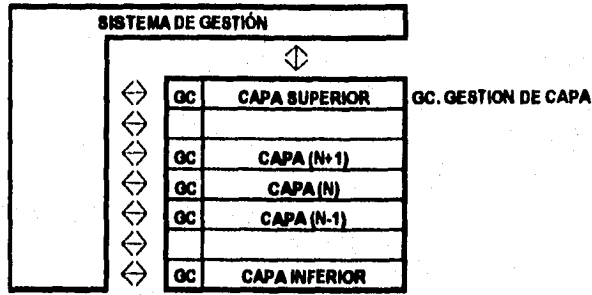 SISTEMA DE GESTIÓN
GC CAPA SUPERIOR GC. GESTION DE CAPA
GC CAPA (N+1)
GC CAPA (N)
GC CAPA (N-1)
GC CAPA INFERIOR